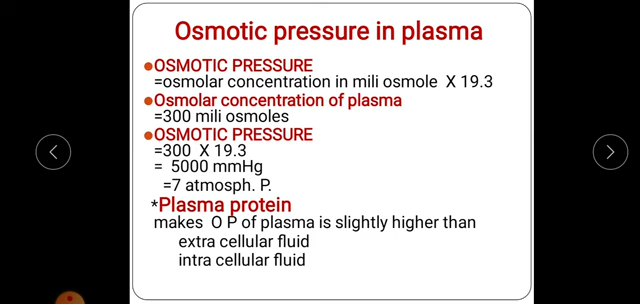 Osmotic pressure in plasma
●OSMOTIC PRESSURE
=osmolar concentration in mili osmole X 19.3
●Osmolar concentration of plasma
=300 mili osmoles
●OSMOTIC PRESSURE
=300 X 19.3
= 5000 mmHg
=7 atmosph. P.
*Plasma protein
makes O P of plasma is slightly higher than
extra cellular fluid
intra cellular fluid